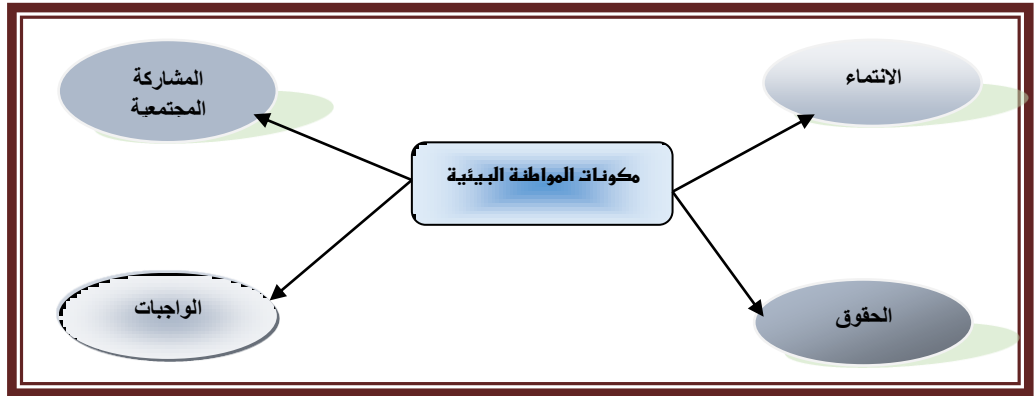 الانتماء
المشاركة
المجتمعية
مكونات المواطنة البيئية
الحقوق
الواجبات